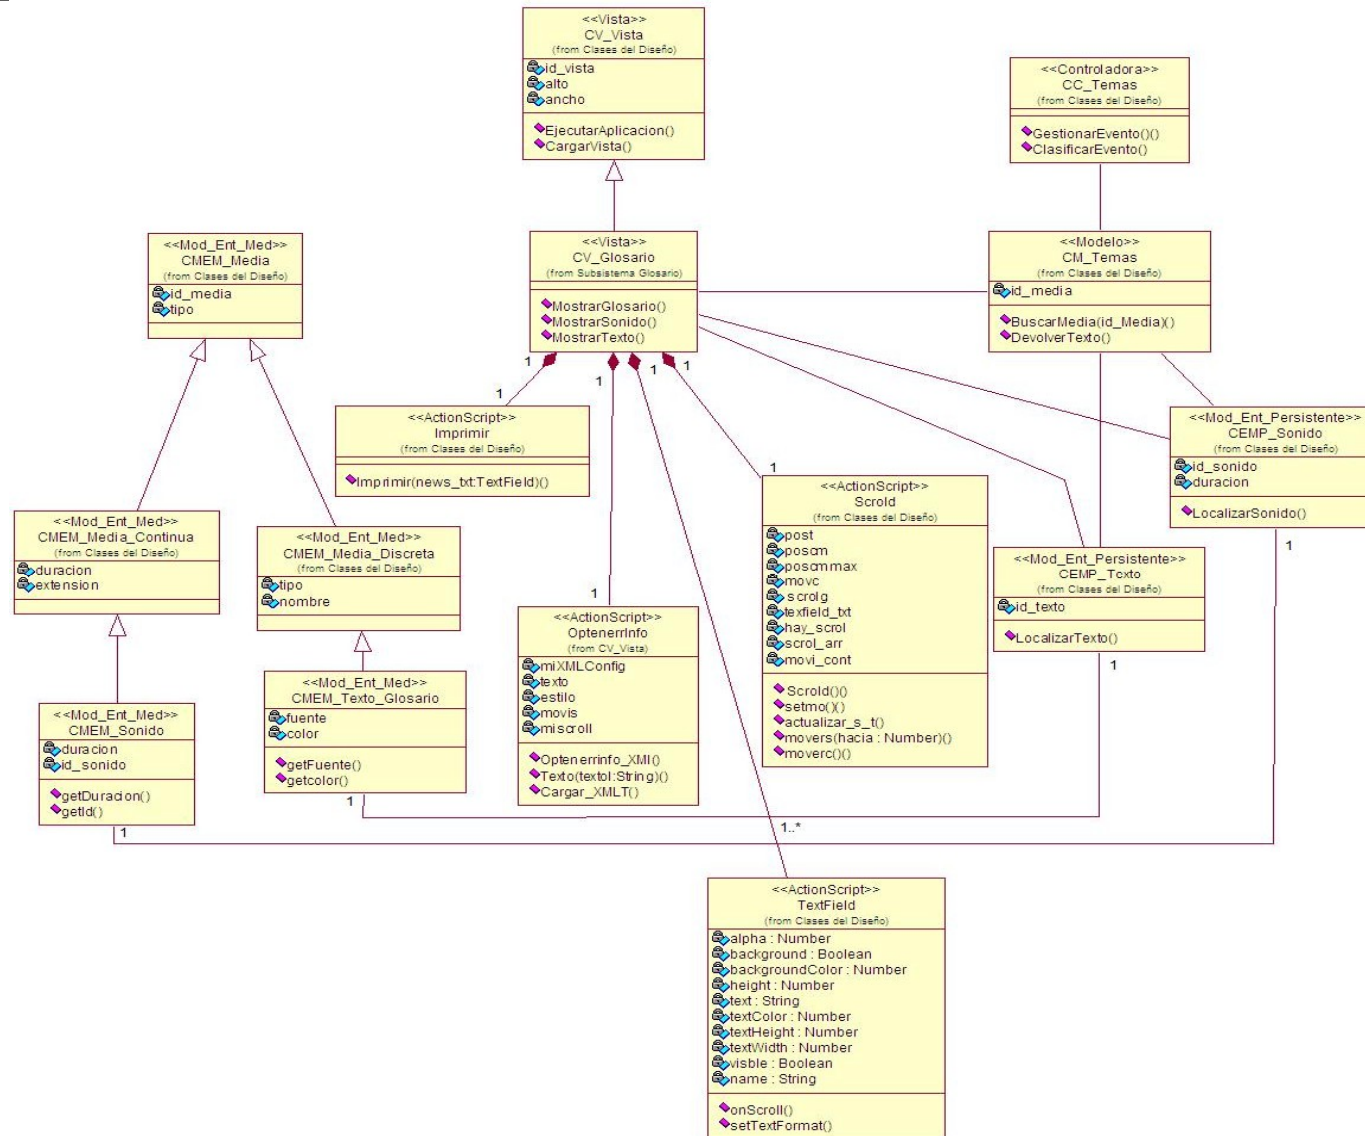 <<Vista>>
CV_Vista
(from Clases del Diseño)
id_vista
alto
ancho
EjecutarAplicacion()
CargarVista()
<<Controladora>>
CC_Temas
(from Clases del Diseño)
GestionarEvento()()
ClasificarEvento()
<<Mod_Ent_Med>>
CMEM_Media
(from Clases del Diseño)
id_media
tipo
<<Vista>>
CV_Glosario
(from Subsistema Glosario)
MostrarGlosario()
MostrarSonido()
MostrarTexto()
<<Modelo>>
CM_Temas
(from Clases del Diseño)
id_media
BuscarMedia(id_Media)()
DevolverTexto()
1
1
1
1
1
<<ActionScript>>
Imprimir
(from Clases del Diseño)
Imprimir(news_txt:TextField)()
<<Mod_Ent_Persistente>>
CEMP_Sonido
(from Clases del Diseño)
id_sonido
duracion
LocalizarSonido()
1
1
<<ActionScript>>
Scrold
(from Clases del Diseño)
post
poscm
poscmmax
movc
scrolg
texfield_txt
hay_scrol
scrol_arr
movi_cont
Scrold()()
setmo()()
actualizar_s_t()
movers(hacia : Number)()
moverc()()
<<Mod_Ent_Med>>
CMEM_Media_Continua
(from Clases del Diseño)
duracion
extension
<<Mod_Ent_Med>>
CMEM_Media_Discreta
(from Clases del Diseño)
tipo
nombre
<<Mod_Ent_Persistente>>
CEMP_Texto
(from Clases del Diseño)
id_texto
LocalizarTexto()
1
1
<<ActionScript>>
OptenerrInfo
(from CV_Vista)
miXMLConfig
texto
estilo
movis
miscroll
Optenerrinfo_XMl()
Texto(textol:String)()
Cargar_XMLT()
<<Mod_Ent_Med>>
CMEM_Texto_Glosario
fuente
color
getFuente()
getcolor()
1
<<Mod_Ent_Med>>
CMEM_Sonido
duracion
id_sonido
getDuracion()
getId()
1
1..*
<<ActionScript>>
TextField
(from Clases del Diseño)
alpha : Number
background : Boolean
backgroundColor : Number
height : Number
text : String
textColor : Number
textHeight : Number
textWidth : Number
visble : Boolean
name : String
onScroll()
setTextFormat()